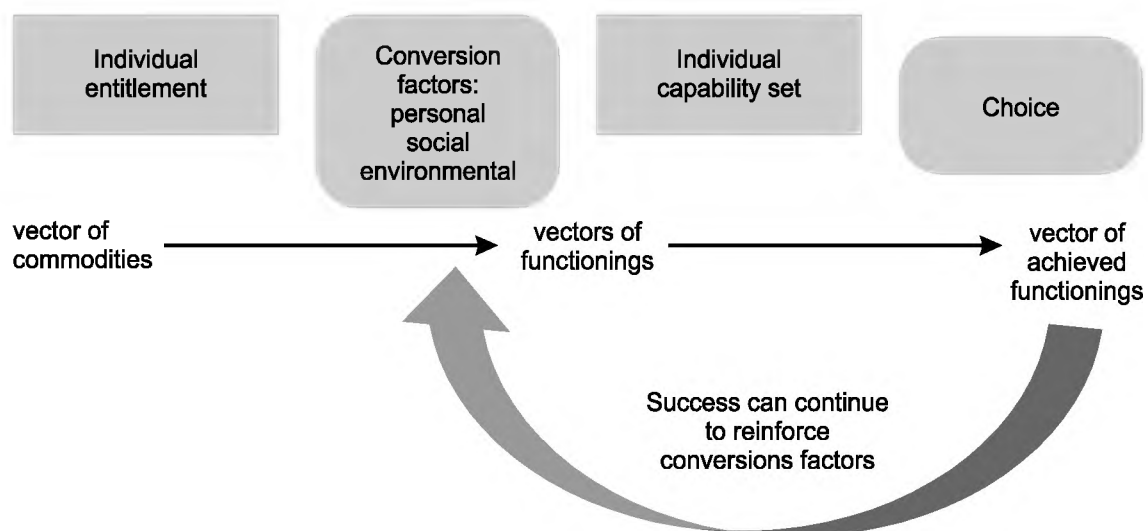 Individual
entitlement
Conversion
factors:
personal
social
environmental
Individual
capability set
Choice
vector of
commodities
vectors of
functionings
vector of
achieved
functionings
Success can continue
to reinforce
conversions factors